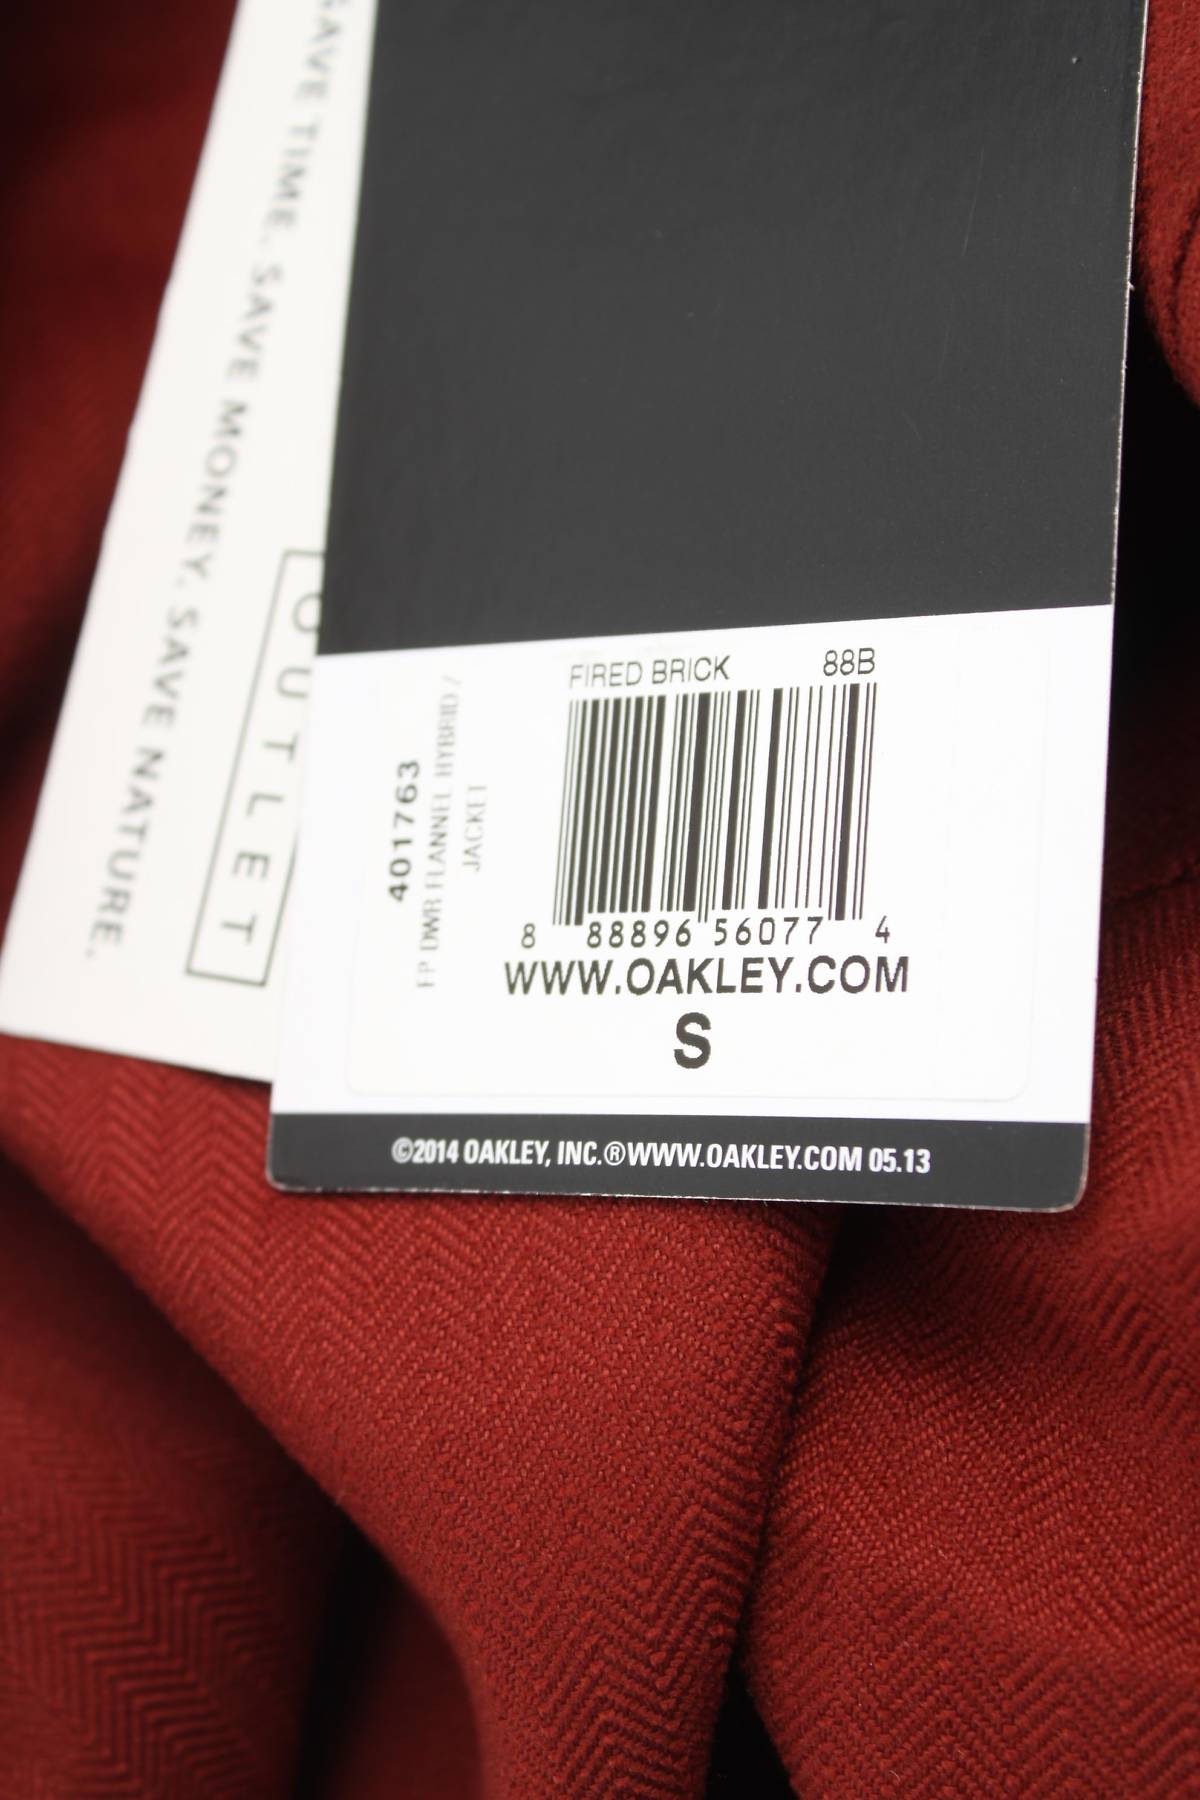 SAVE TIME. SAVE MONEY. SAVE NATURE.
OUTLET
FIRED BRICK 88B
401763
FP DWR FLANNEL HYBRID /
JACKET
8 88896 56077 4
WWW.OAKLEY.COM
S
©2014 OAKLEY, INC.®WWW.OAKLEY.COM 05.13